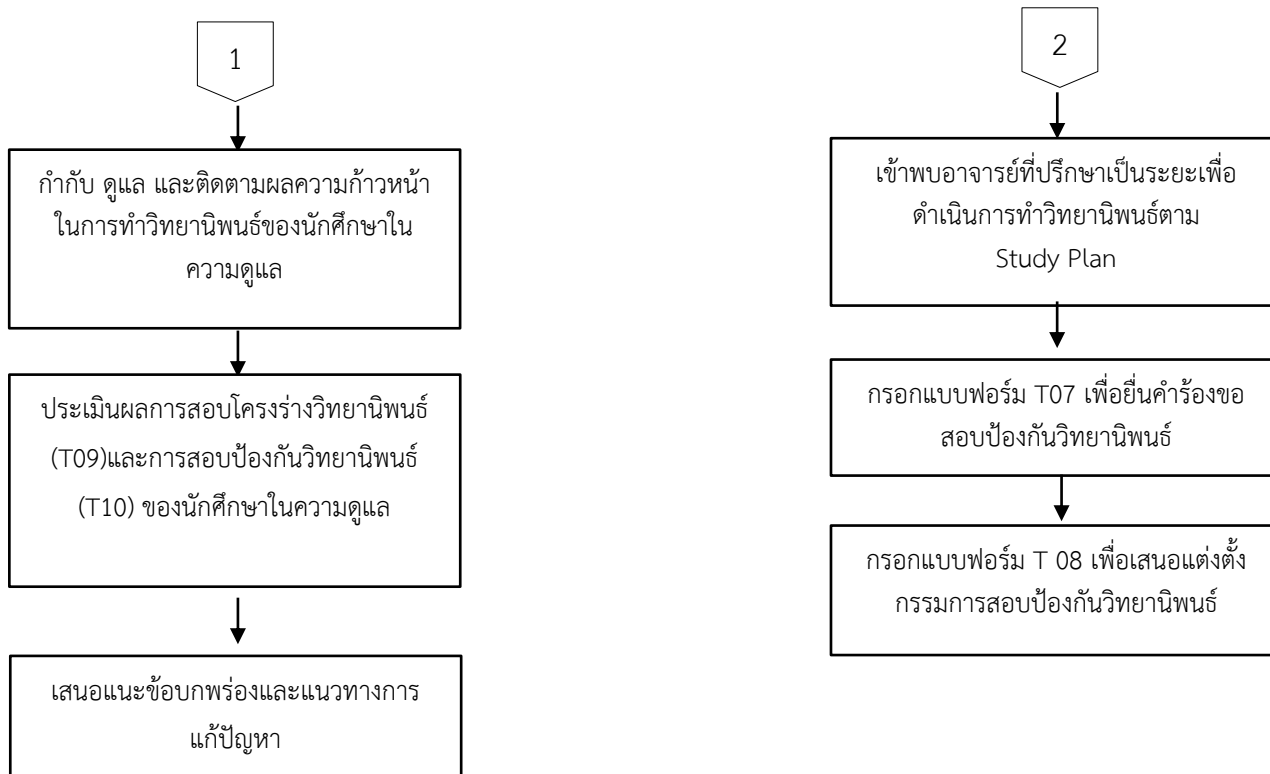 1
กำกับ ดูแล และติดตามผลความก้าวหน้า
ในการทำวิทยานิพนธ์ของนักศึกษาใน
ความดูแล
ประเมินผลการสอบโครงร่างวิทยานิพนธ์
(T09)และการสอบป้องกันวิทยานิพนธ์
(T10) ของนักศึกษาในความดูแล
เสนอแนะข้อบกพร่องและแนวทางการ
แก้ปัญหา
2
เข้าพบอาจารย์ที่ปรึกษาเป็นระยะเพื่อ
ดำเนินการทำวิทยานิพนธ์ตาม
Study Plan
กรอกแบบฟอร์ม T07 เพื่อยื่นคำร้องขอ
สอบป้องกันวิทยานิพนธ์
กรอกแบบฟอร์ม T 08 เพื่อเสนอแต่งตั้ง
กรรมการสอบป้องกันวิทยานิพนธ์